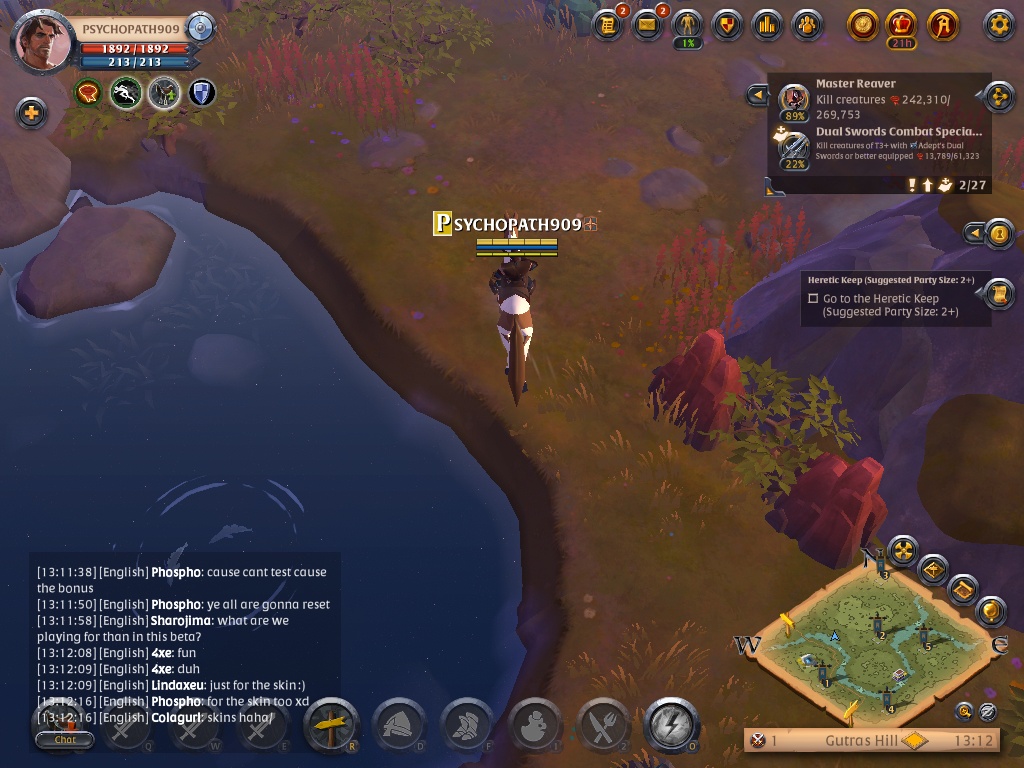 PSYCHOPATH909
1892 / 1892
213 / 213
2
2
1%
21h
Master Reaver
Kill creatures 242,310/
269,753
89%
Dual Swords Combat Specia...
Kill creatures of T3+ with Adept's Dual
Swords or better equipped 13,789/61,323
22%
2/27
PSYCHOPATH909
Heretic Keep (Suggested Party Size: 2+)
Go to the Heretic Keep
(Suggested Party Size: 2+)
[13:11:38] [English] Phospho: cause cant test cause
the bonus
[13:11:50] [English] Phospho: ye all are gonna reset
[13:11:58] [English] Sharojima: what are we
playing for than in this beta?
[13:12:08] [English] 4xe: fun
[13:12:09] [English] 4xe: duh
[13:12:09] [English] Lindaxeu: just for the skin:)
[13:12:16] [English] Phospho: for the skin too xd
[13:12:16] [English] Colagurl: skins haha/
Chat
Q
W
E
R
D
F
1
2
O
N
W
E
3
2
5
1
4
1
Gutras Hill
13:12